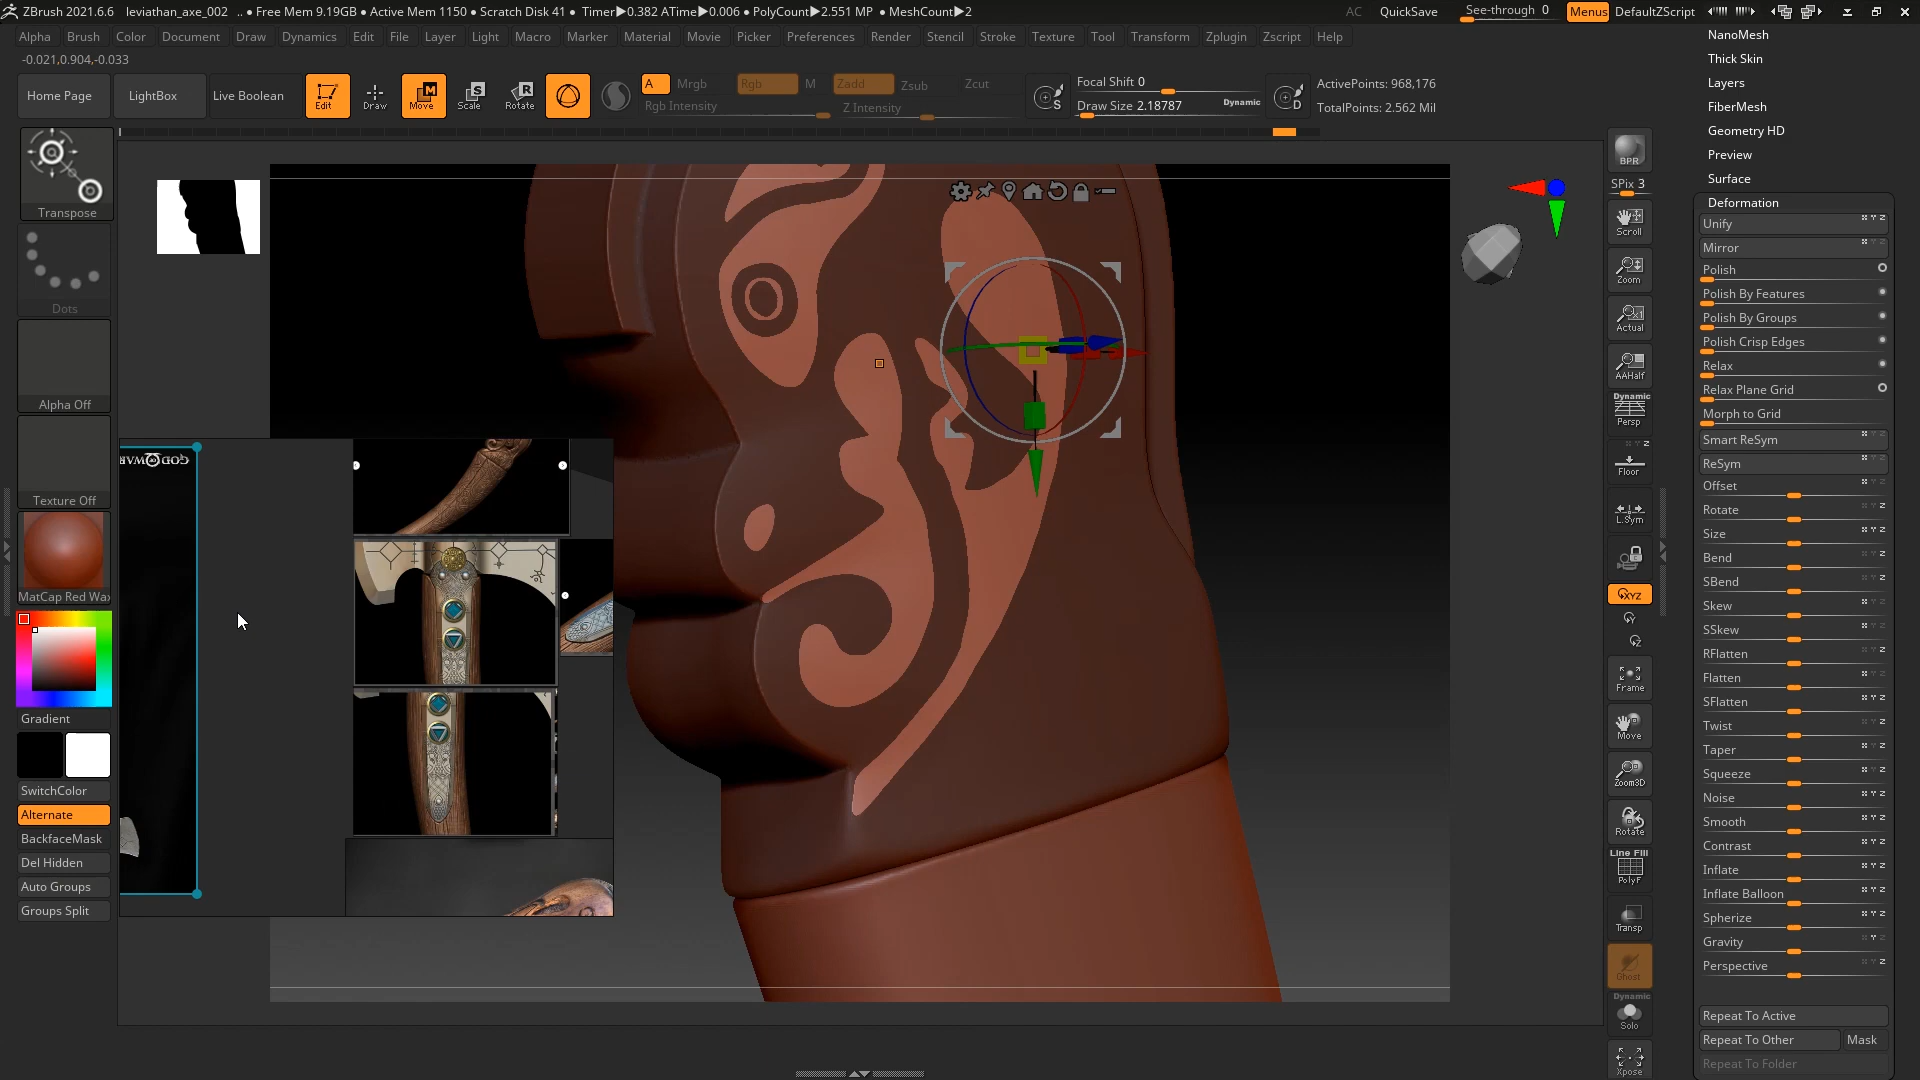 ZBrush 2021.6.6 leviathan_axe_002 .. • Free Mem 9.19GB • Active Mem 1150 • Scratch Disk 41 • Timer▶0.382 ATime▶0.006 • PolyCount▶2.551 MP • MeshCount▶2 AC QuickSave See-through 0 Menus DefaultZScript
Alpha Brush Color Document Draw Dynamics Edit File Layer Light Macro Marker Material Movie Picker Preferences Render Stencil Stroke Texture Tool Transform Zplugin Zscript Help
-0.021,0.904,-0.033
Home Page LightBox Live Boolean Edit Draw Move Scale Rotate
A Mrgb Rgb M Zadd Zsub Zcut
Rgb Intensity Z Intensity
Focal Shift 0
Draw Size 2.18787 Dynamic
ActivePoints: 968,176
TotalPoints: 2.562 Mil
Transpose
Dots
Alpha Off
Texture Off
MatCap Red Wax
Gradient
SwitchColor
Alternate
BackfaceMask
Del Hidden
Auto Groups
Groups Split
BPR
SPix 3
Scroll
Zoom
Actual
AAHalf
Dynamic
Persp
Floor
L.Sym
XYZ
Frame
Move
Zoom3D
Rotate
Line Fill
PolyF
Transp
Ghost
Dynamic
Solo
Xpose
NanoMesh
Thick Skin
Layers
FiberMesh
Geometry HD
Preview
Surface
Deformation
Unify
Mirror
Polish
Polish By Features
Polish By Groups
Polish Crisp Edges
Relax
Relax Plane Grid
Morph to Grid
Smart ReSym
ReSym
Offset
Rotate
Size
Bend
SBend
Skew
SSkew
RFlatten
Flatten
SFlatten
Twist
Taper
Squeeze
Noise
Smooth
Contrast
Inflate
Inflate Balloon
Spherize
Gravity
Perspective
Repeat To Active
Repeat To Other Mask
Repeat To Folder